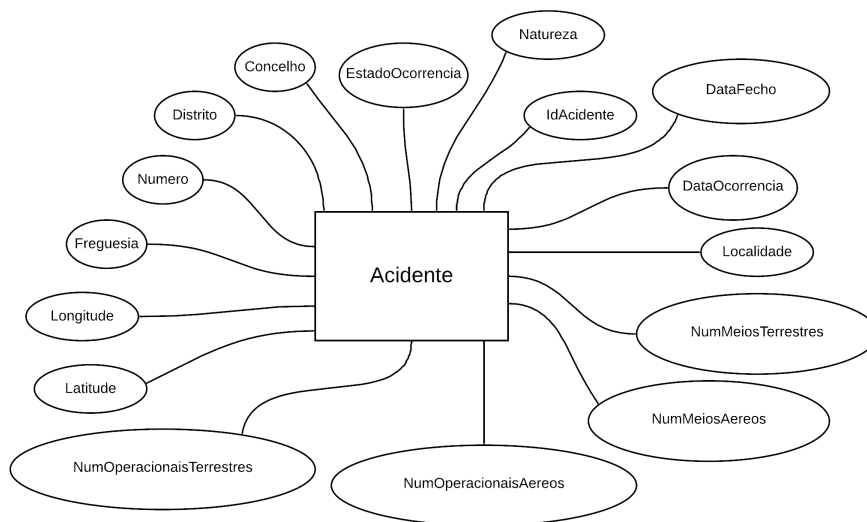 Natureza
Concelho
EstadoOcorrencia
DataFecho
Distrito
IdAcidente
Numero
DataOcorrencia
Freguesia
Localidade
Acidente
Longitude
NumMeiosTerrestres
Latitude
NumMeiosAereos
NumOperacionaisTerrestres
NumOperacionaisAereos